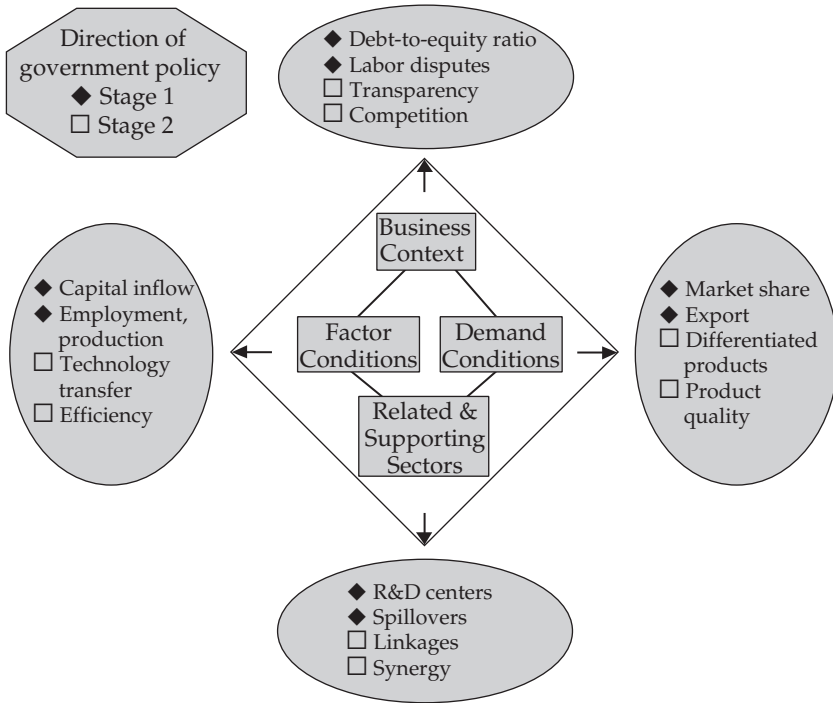 Direction of
government policy
◆ Stage 1
□ Stage 2
◆ Debt-to-equity ratio
◆ Labor disputes
□ Transparency
□ Competition
Business
Context
◆ Capital inflow
◆ Employment,
production
□ Technology
transfer
□ Efficiency
Factor
Conditions
Demand
Conditions
◆ Market share
◆ Export
□ Differentiated
products
□ Product
quality
Related &
Supporting
Sectors
◆ R&D centers
◆ Spillovers
□ Linkages
□ Synergy